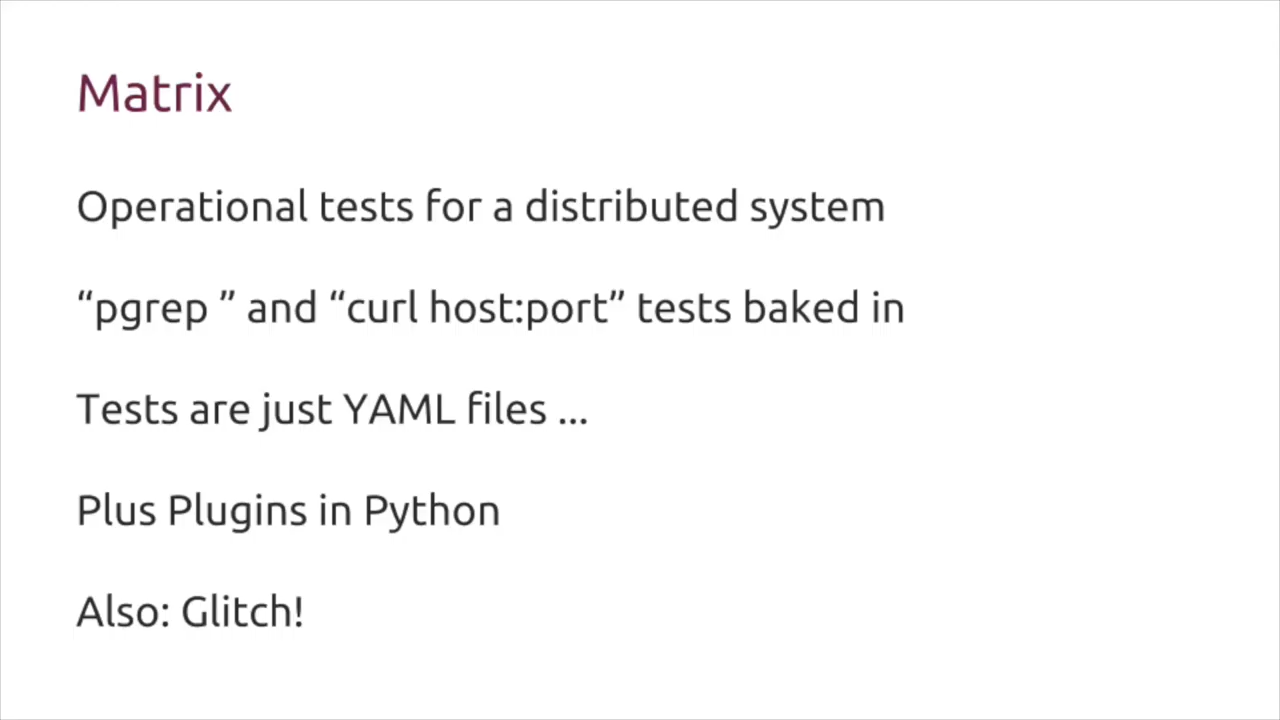 Matrix
Operational tests for a distributed system
“pgrep ” and “curl host:port” tests baked in
Tests are just YAML files ...
Plus Plugins in Python
Also: Glitch!